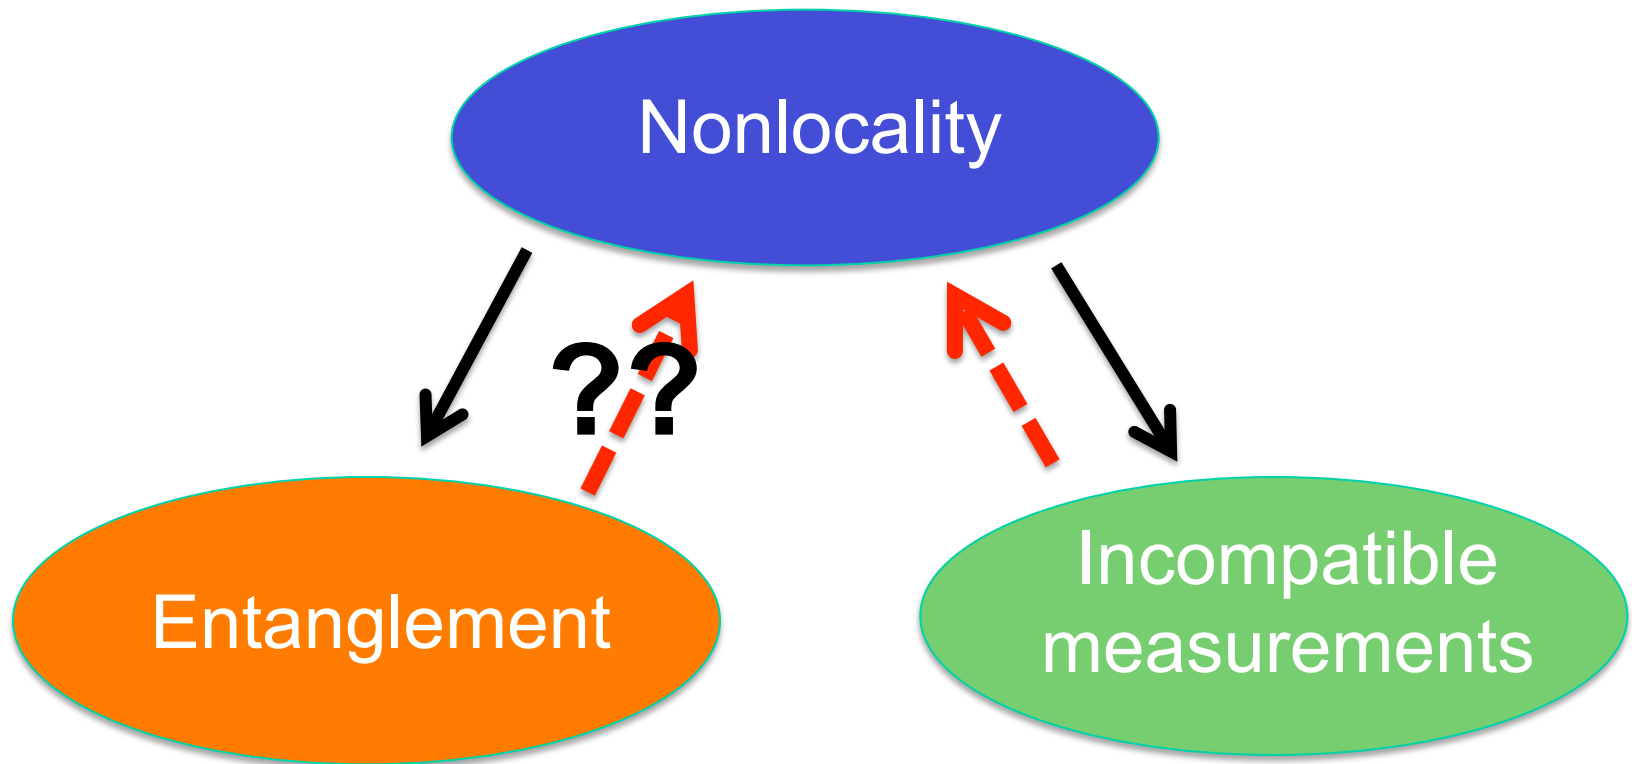 Nonlocality
??
Entanglement
Incompatible
measurements